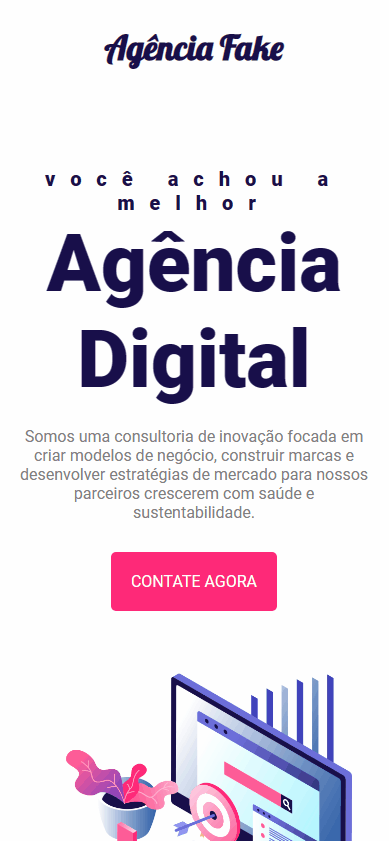 Agência Fake
você achou a
melhor
Agência
Digital
Somos uma consultoria de inovação focada em
criar modelos de negócio, construir marcas e
desenvolver estratégias de mercado para nossos
parceiros crescerem com saúde e
sustentabilidade.
CONTATE AGORA